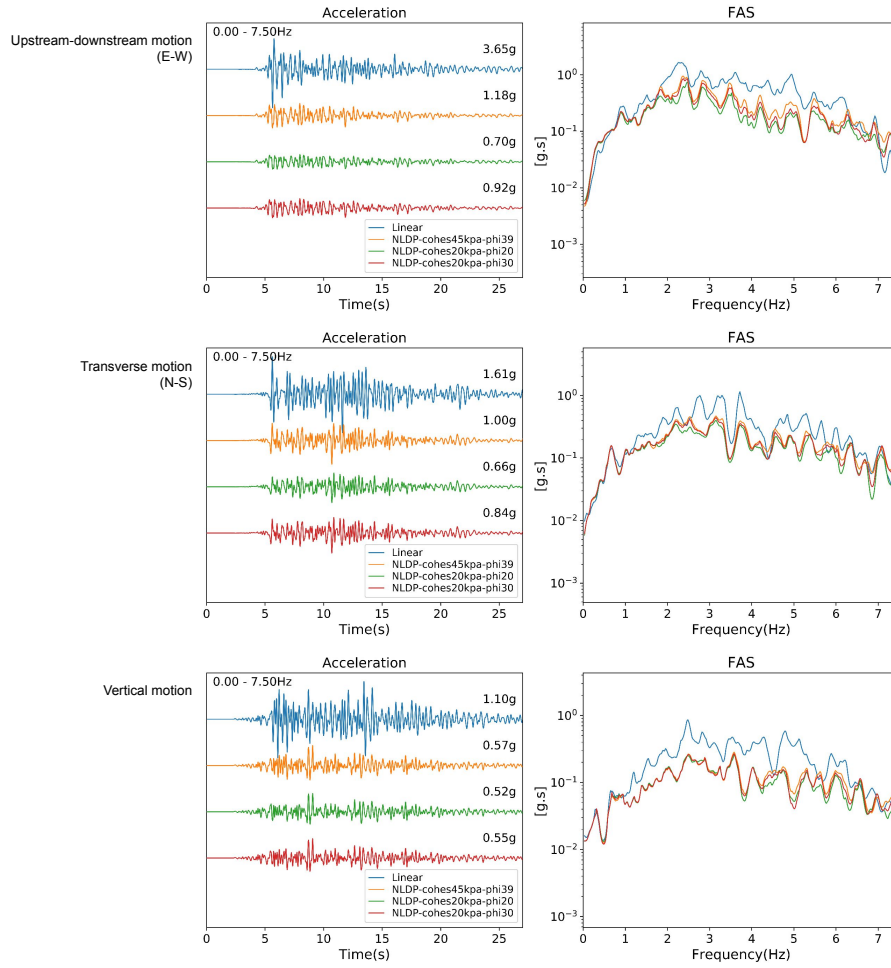 Acceleration
FAS
Upstream-downstream motion
(E-W)
0.00 - 7.50Hz
3.65g
1.18g
0.70g
0.92g
Linear
NLDP-cohes45kpa-phi39
NLDP-cohes20kpa-phi20
NLDP-cohes20kpa-phi30
0 5 10 15 20 25
Time(s)
[g.s]
10⁰
10⁻¹
10⁻²
10⁻³
0 1 2 3 4 5 6 7
Frequency(Hz)
Acceleration
FAS
Transverse motion
(N-S)
0.00 - 7.50Hz
1.61g
1.00g
0.66g
0.84g
Linear
NLDP-cohes45kpa-phi39
NLDP-cohes20kpa-phi20
NLDP-cohes20kpa-phi30
0 5 10 15 20 25
Time(s)
[g.s]
10⁰
10⁻¹
10⁻²
10⁻³
0 1 2 3 4 5 6 7
Frequency(Hz)
Acceleration
FAS
Vertical motion
0.00 - 7.50Hz
1.10g
0.57g
0.52g
0.55g
Linear
NLDP-cohes45kpa-phi39
NLDP-cohes20kpa-phi20
NLDP-cohes20kpa-phi30
0 5 10 15 20 25
Time(s)
[g.s]
10⁰
10⁻¹
10⁻²
10⁻³
0 1 2 3 4 5 6 7
Frequency(Hz)